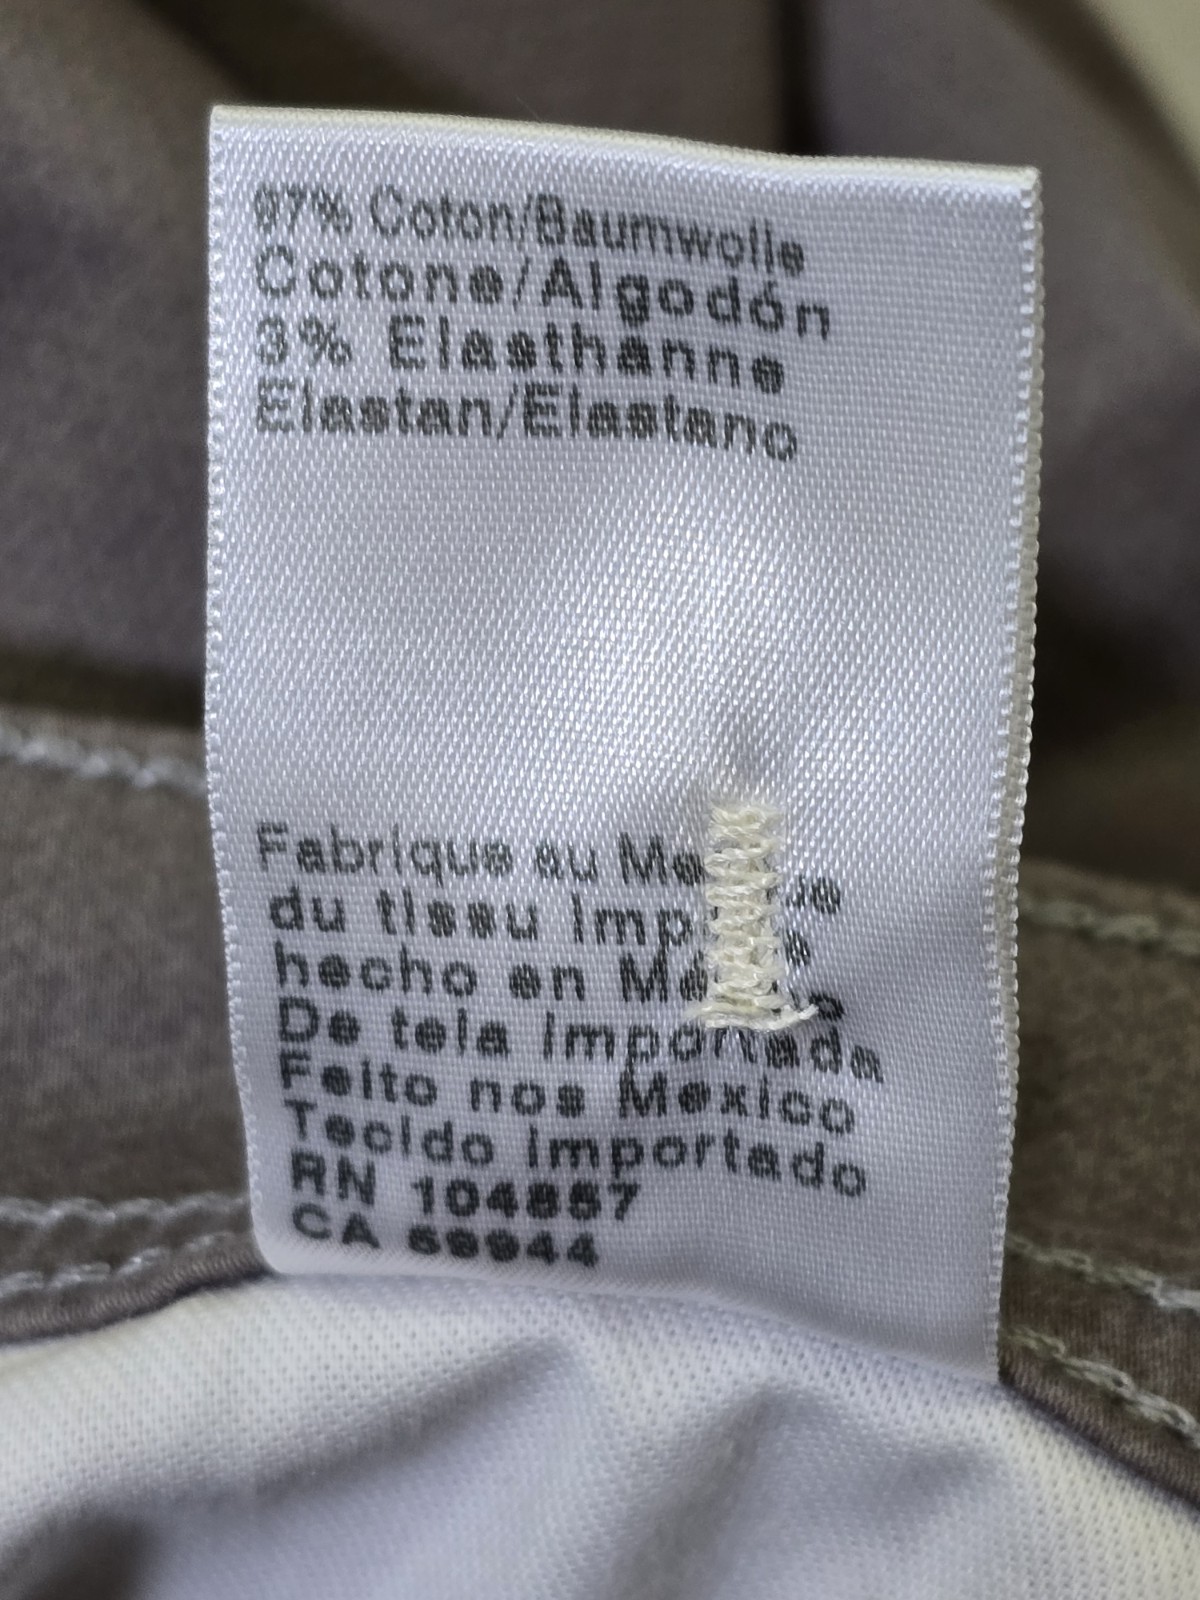 97% Coton/Baumwolle
Cotone/Algodón
3% Elasthanne
Elastan/Elastano
Fabrique au
du tissu
hecho en
De tela importada
Feito nos Mexico
Tecido importado
RN
CA